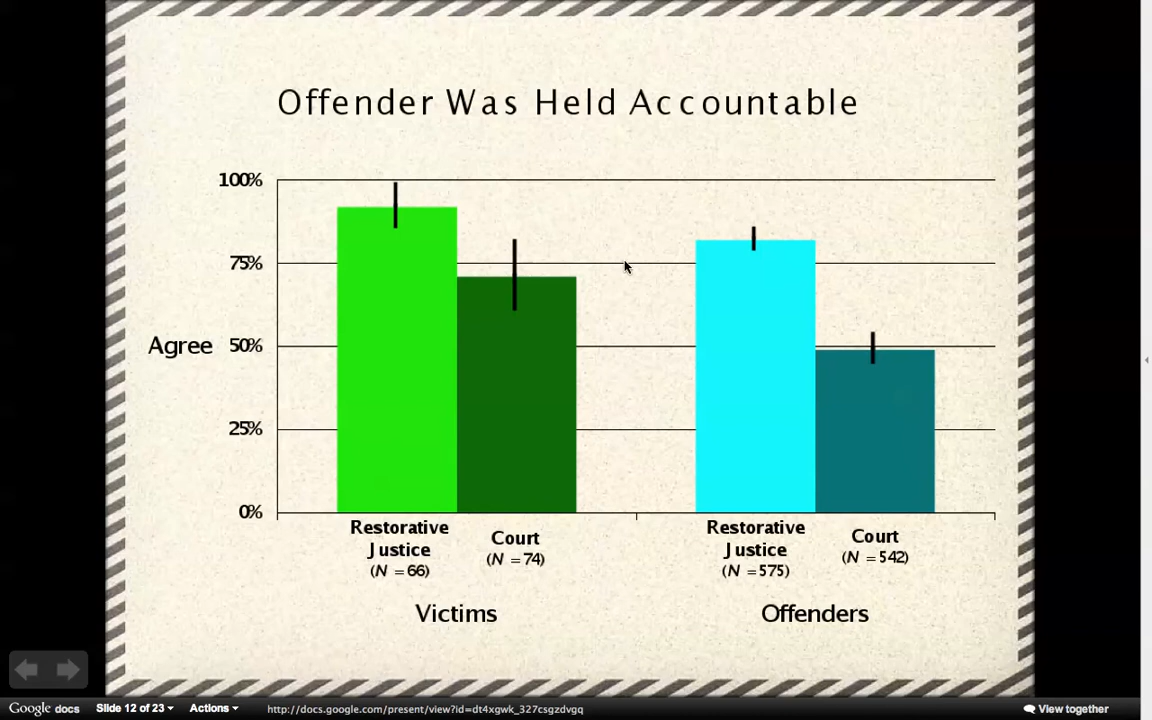 Offender Was Held Accountable
100%
75%
Agree 50%
25%
0%
Restorative
Justice
(N =66)
Court
(N =74)
Restorative
Justice
(N =575)
Court
(N =542)
Victims
Offenders
Google docs Slide 12 of 23 Actions http://docs.google.com/present/view?id=dt4xgwk_327csgzdvgq View together